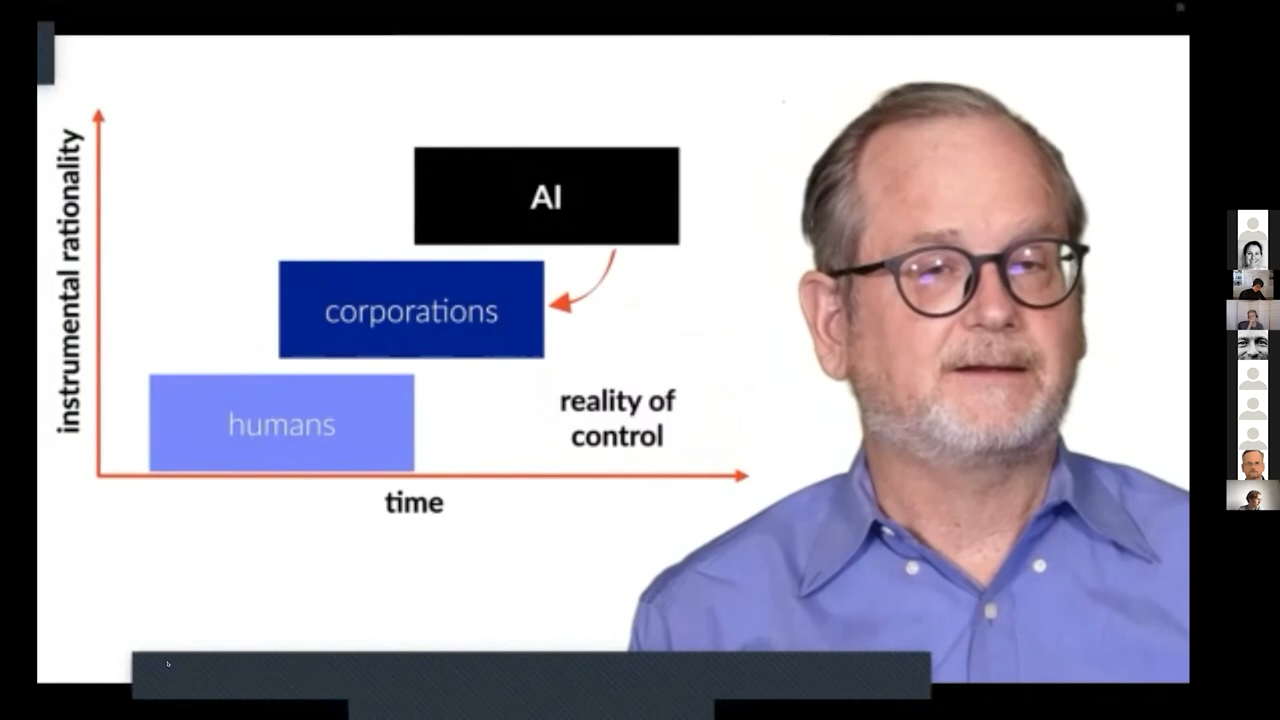 instrumental rationality
AI
corporations
humans
reality of
control
time